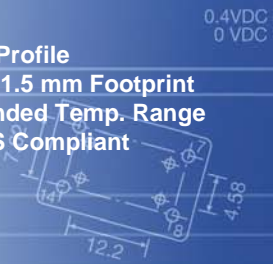 0.4VDC
0 VDC
Profile
1.5 mm Footprint
nded Temp. Range
S Compliant
7
4.58
14
8
12.2